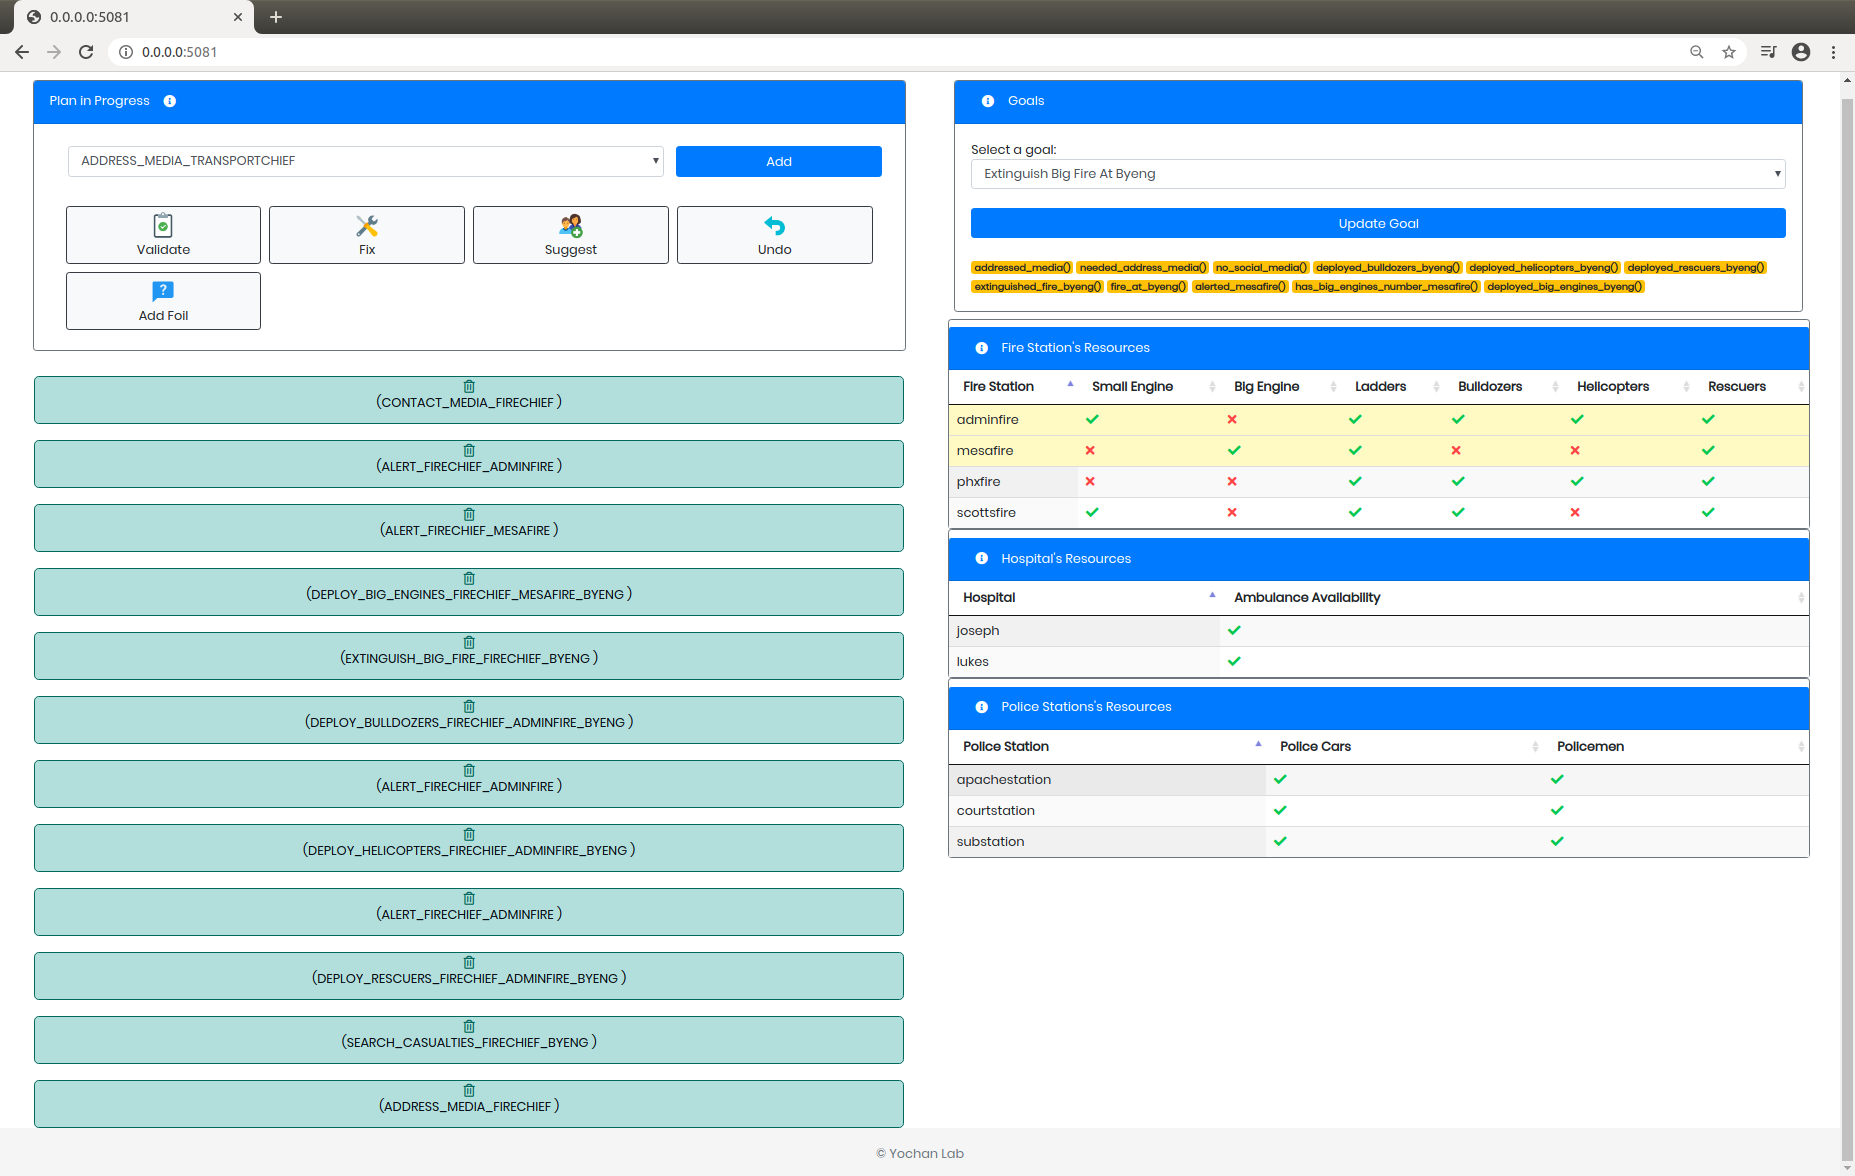 0.0.0.0:5081
0.0.0.0:5081
Plan in Progress
ADDRESS_MEDIA_TRANSPORTCHIEF
Add
Validate
Fix
Suggest
Undo
Add Foil
(CONTACT_MEDIA_FIRECHIEF )
(ALERT_FIRECHIEF_ADMINFIRE )
(ALERT_FIRECHIEF_MESAFIRE )
(DEPLOY_BIG_ENGINES_FIRECHIEF_MESAFIRE_BYENG )
(EXTINGUISH_BIG_FIRE_FIRECHIEF_BYENG )
(DEPLOY_BULLDOZERS_FIRECHIEF_ADMINFIRE_BYENG )
(ALERT_FIRECHIEF_ADMINFIRE )
(DEPLOY_HELICOPTERS_FIRECHIEF_ADMINFIRE_BYENG )
(ALERT_FIRECHIEF_ADMINFIRE )
(DEPLOY_RESCUERS_FIRECHIEF_ADMINFIRE_BYENG )
(SEARCH_CASUALTIES_FIRECHIEF_BYENG )
(ADDRESS_MEDIA_FIRECHIEF )
Goals
Select a goal:
Extinguish Big Fire At Byeng
Update Goal
addressed_media() needed_address_media() no_social_media() deployed_bulldozers_byeng() deployed_helicopters_byeng() deployed_rescuers_byeng()
extinguished_fire_byeng() fire_at_byeng() alerted_mesafire() has_big_engines_number_mesafire() deployed_big_engines_byeng()
Fire Station's Resources
Fire Station Small Engine Big Engine Ladders Bulldozers Helicopters Rescuers
adminfire
mesafire
phxfire
scottsfire
Hospital's Resources
Hospital Ambulance Availability
joseph
lukes
Police Stations's Resources
Police Station Police Cars Policemen
apachestation
courtstation
substation
© Yochan Lab